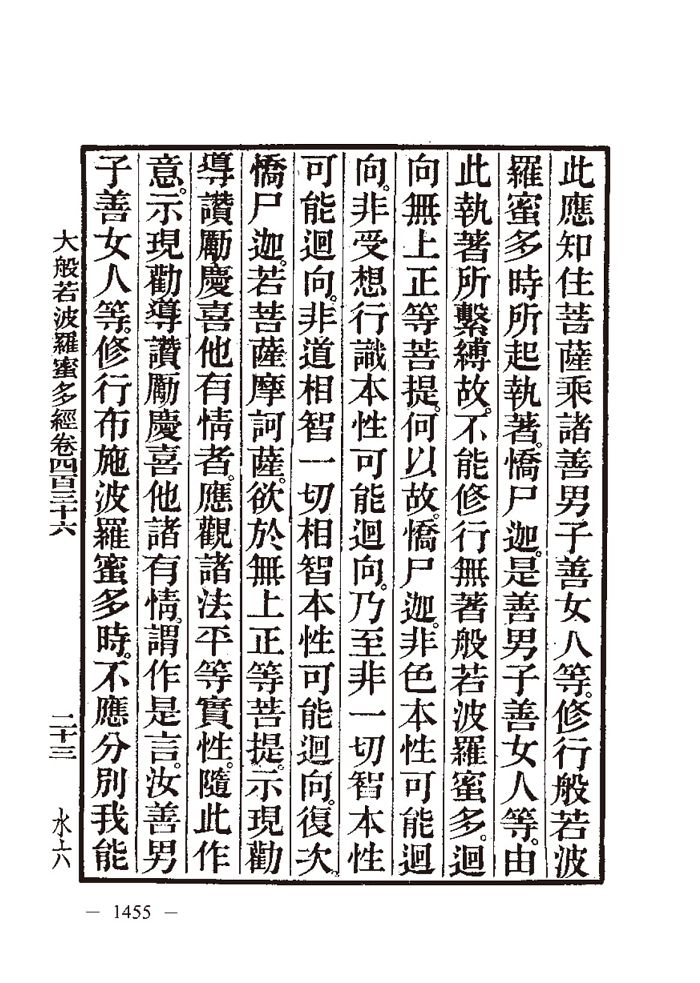 此應知住菩薩乘諸善男子善女人等。修行般若波
羅蜜多時所起執著。憍尸迦。是善男子善女人等。由
此執著所繫縛故。不能修行無著般若波羅蜜多。迴
向無上正等菩提。何以故。憍尸迦。非色本性可能迴
向。非受想行識本性可能迴向。乃至非一切智本性
可能迴向。非道相智一切相智本性可能迴向。復次。
憍尸迦。若菩薩摩訶薩。欲於無上正等菩提。示現勸
導讚勵慶喜他有情者。應觀諸法平等實性。隨此作
意。示現勸導讚勵慶喜他諸有情。謂作是言。汝善男
子善女人等。修行布施波羅蜜多時。不應分別我能
大般若波羅蜜多經卷四百三十六 二十三 水六
— 1455 —